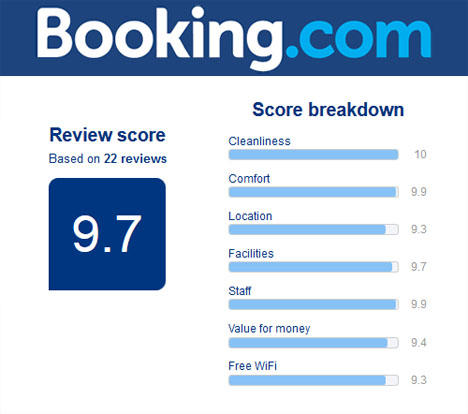 Booking.com
Review score
Based on 22 reviews
9.7
Score breakdown
Cleanliness
10
Comfort
9.9
Location
9.3
Facilities
9.7
Staff
9.9
Value for money
9.4
Free WiFi
9.3